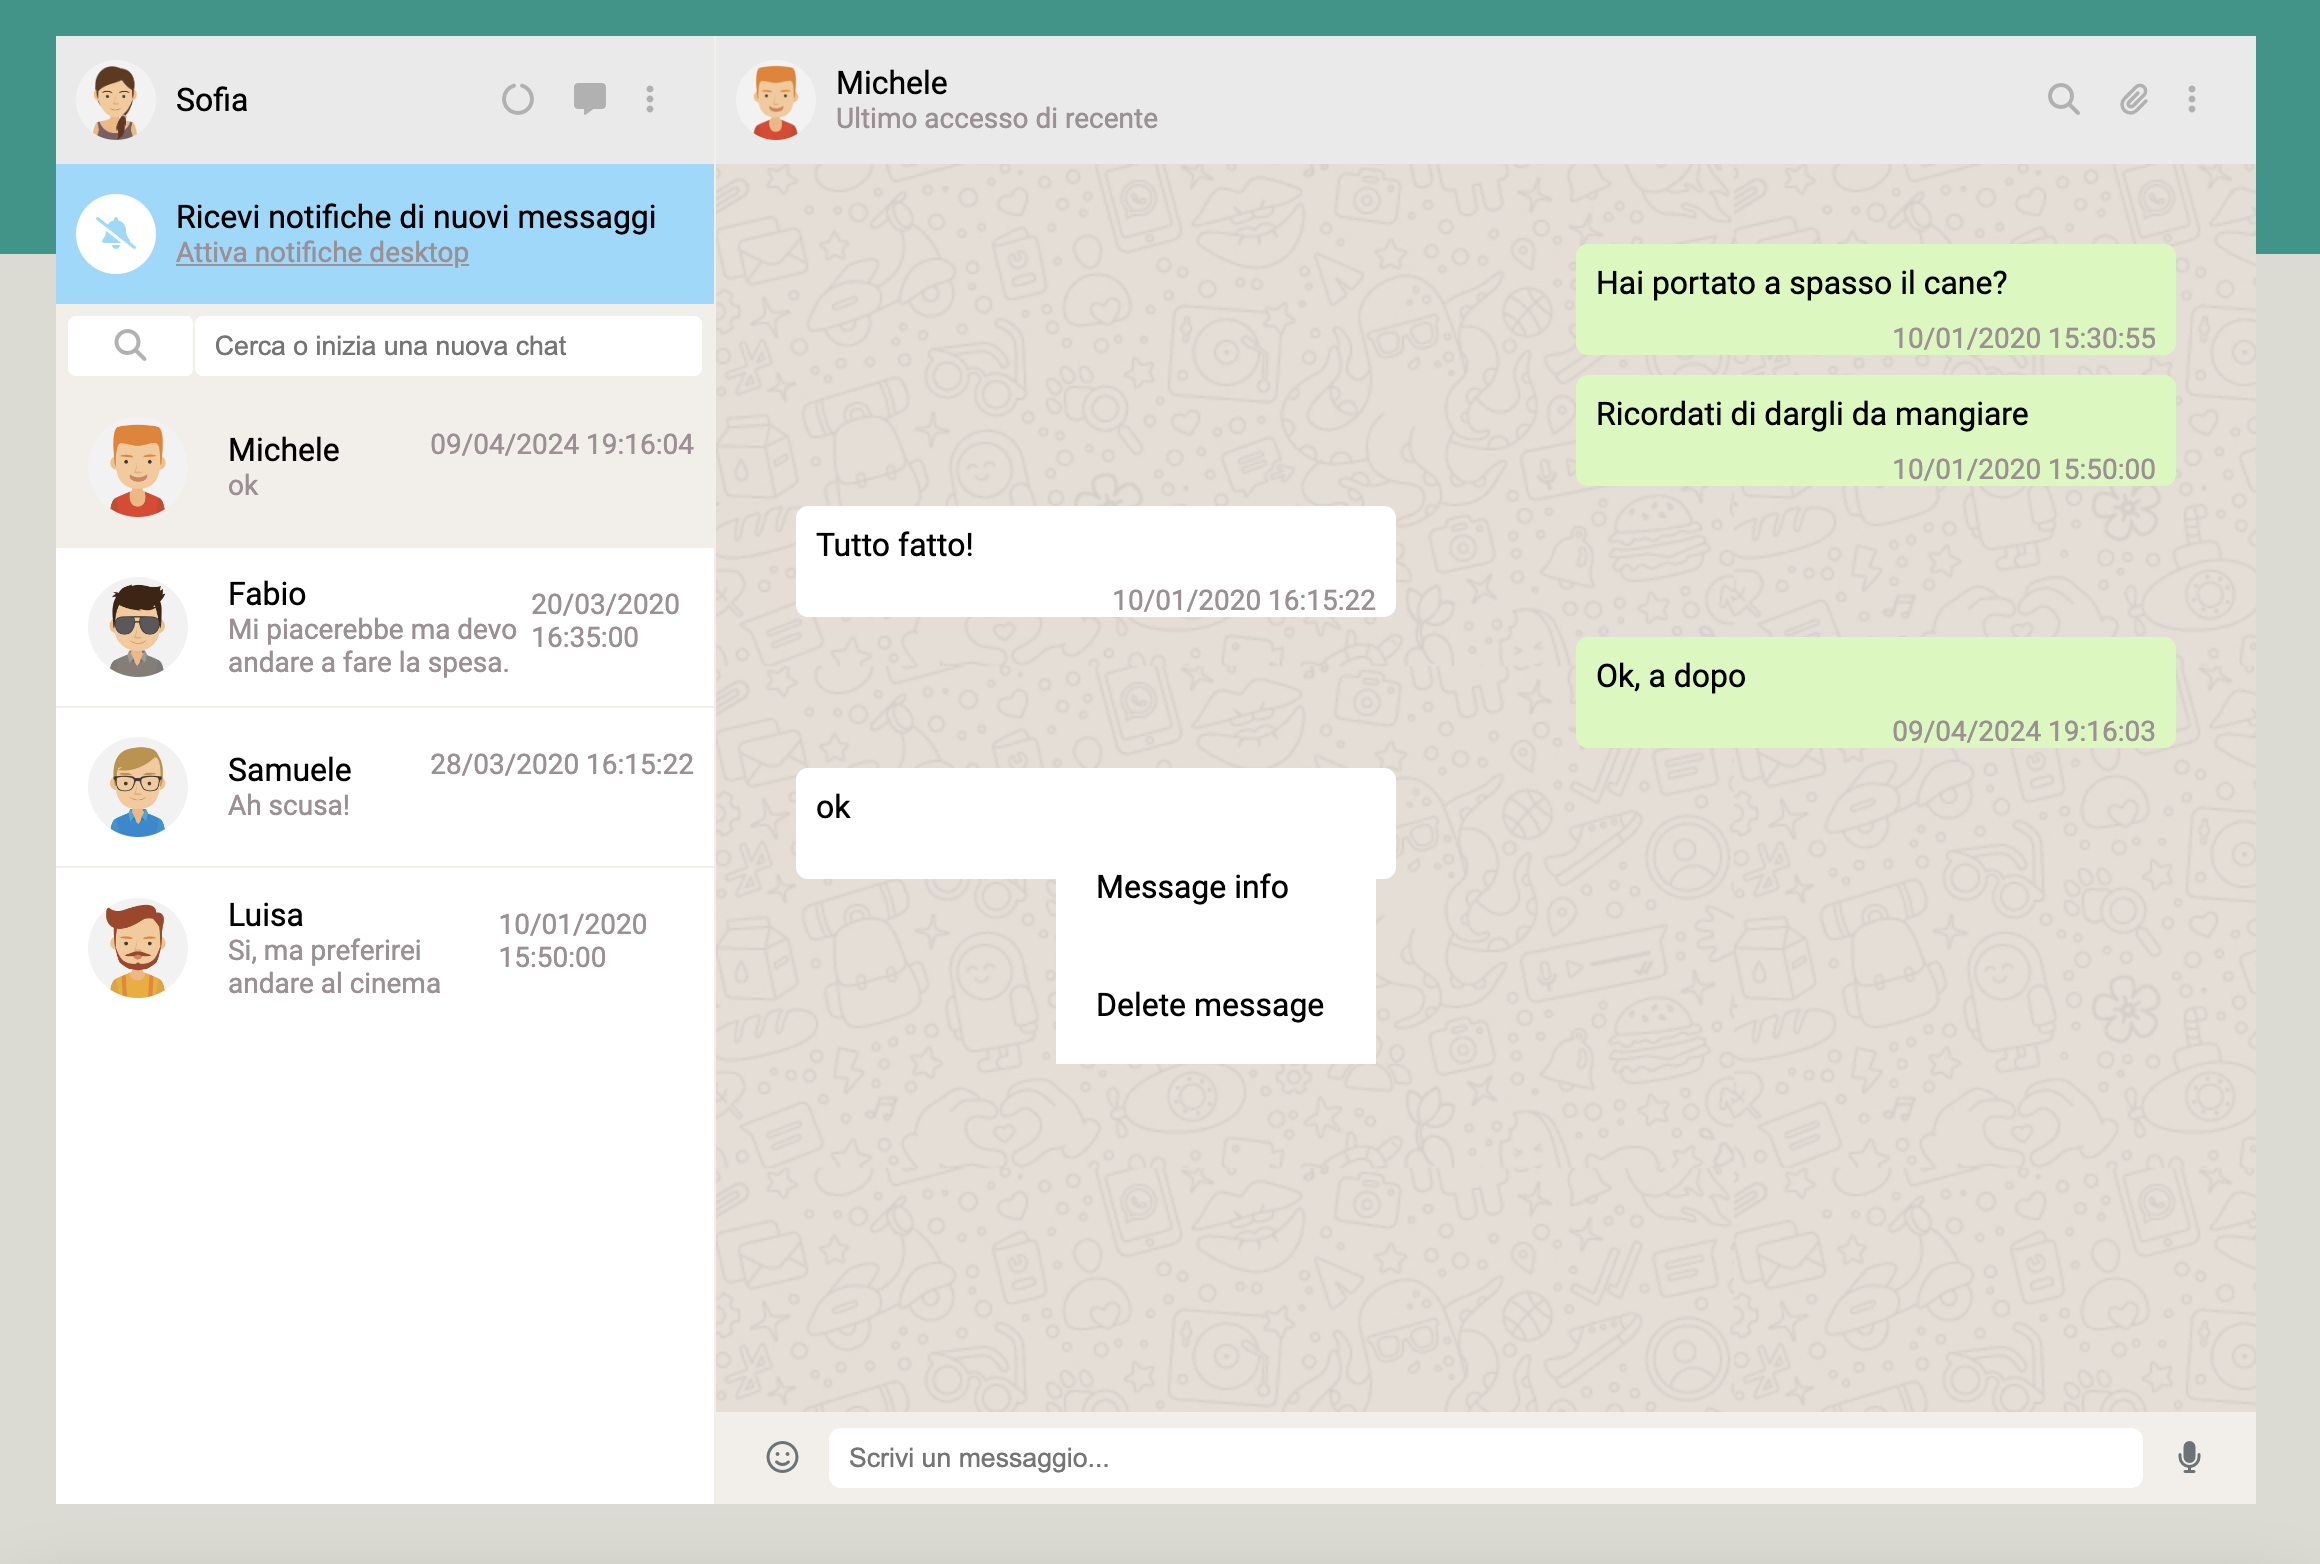 Sofia
Ricevi notifiche di nuovi messaggi
Attiva notifiche desktop
Cerca o inizia una nuova chat
Michele
09/04/2024 19:16:04
ok
Fabio
20/03/2020
16:35:00
Mi piacerebbe ma devo
andare a fare la spesa.
Samuele
28/03/2020 16:15:22
Ah scusa!
Luisa
10/01/2020
15:50:00
Si, ma preferirei
andare al cinema
Michele
Ultimo accesso di recente
Hai portato a spasso il cane?
10/01/2020 15:30:55
Ricordati di dargli da mangiare
10/01/2020 15:50:00
Tutto fatto!
10/01/2020 16:15:22
Ok, a dopo
09/04/2024 19:16:03
ok
Message info
Delete message
Scrivi un messaggio...